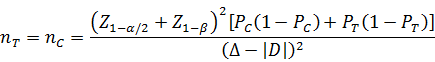 n_T = n_C = (Z_{1−α/2} + Z_{1−β})^2 [P_C(1 − P_C) + P_T(1 − P_T)] / (Δ − |D|)^2